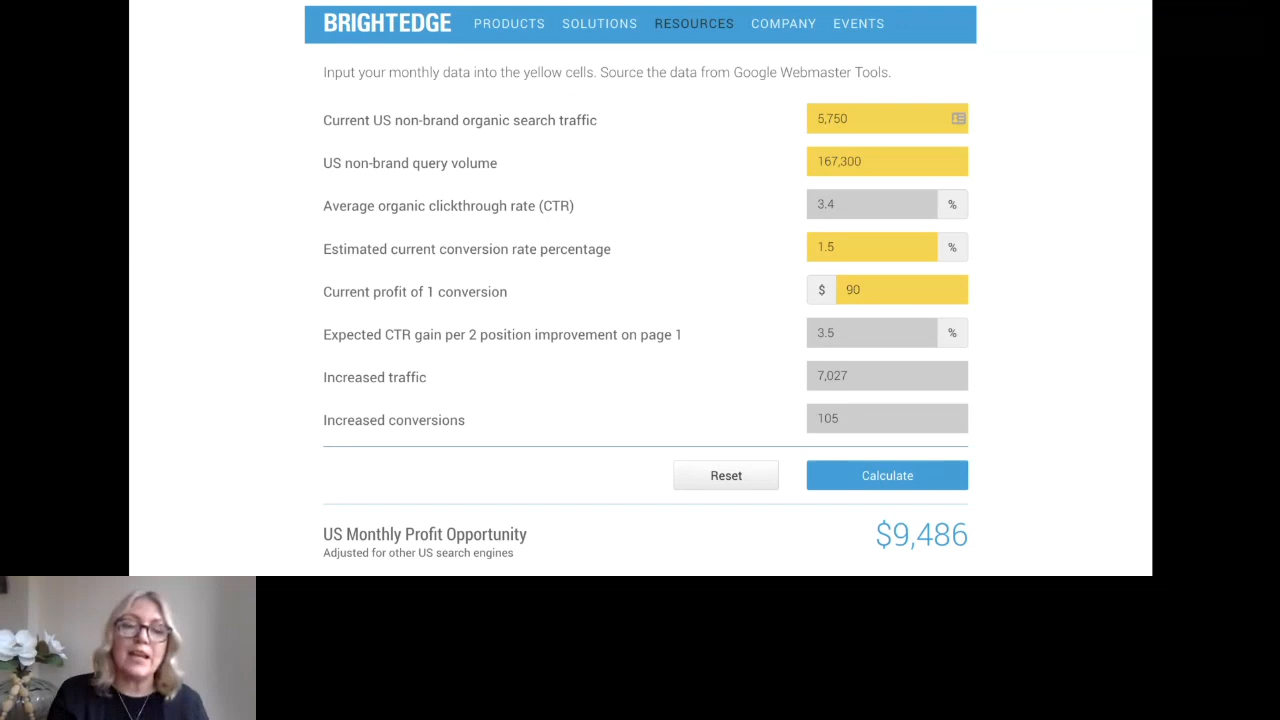 BRIGHTEDGE PRODUCTS SOLUTIONS RESOURCES COMPANY EVENTS
Input your monthly data into the yellow cells. Source the data from Google Webmaster Tools.
Current US non-brand organic search traffic 5,750
US non-brand query volume 167,300
Average organic clickthrough rate (CTR) 3.4 %
Estimated current conversion rate percentage 1.5 %
Current profit of 1 conversion $ 90
Expected CTR gain per 2 position improvement on page 1 3.5 %
Increased traffic 7,027
Increased conversions 105
Reset Calculate
US Monthly Profit Opportunity $9,486
Adjusted for other US search engines